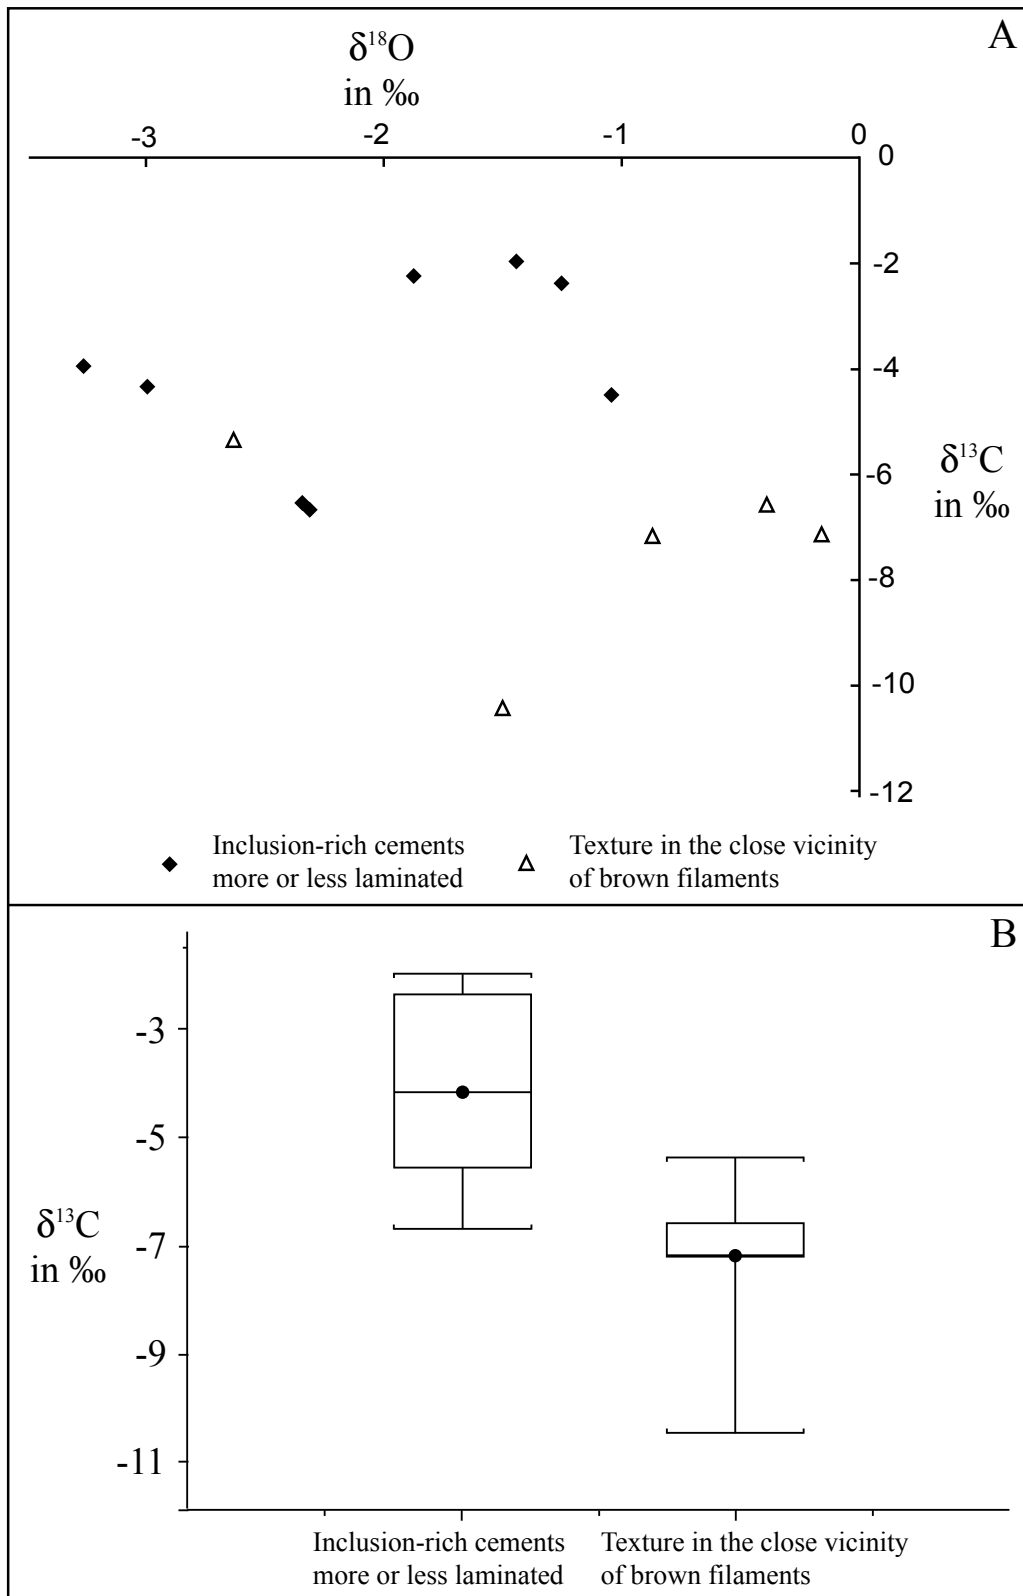 A
δ¹⁸O
in ‰
-3 -2 -1 0
0
-2
-4
-6
-8
-10
-12
δ¹³C
in ‰
Inclusion-rich cements
more or less laminated
Texture in the close vicinity
of brown filaments
B
-3
-5
-7
-9
-11
δ¹³C
in ‰
Inclusion-rich cements
more or less laminated
Texture in the close vicinity
of brown filaments